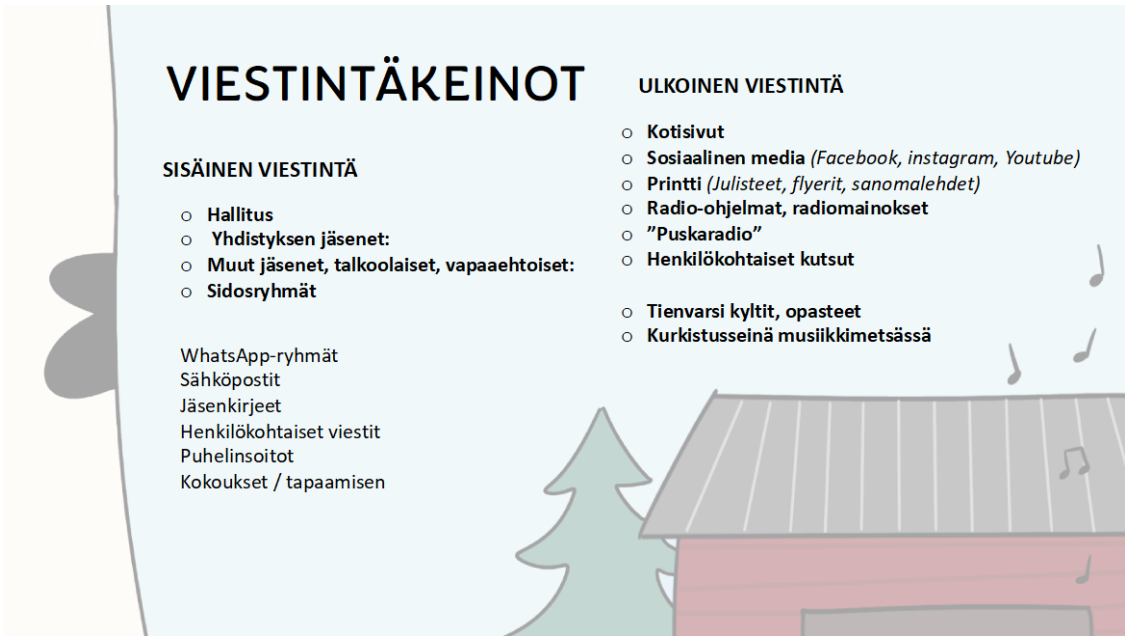 VIESTINTÄKEINOT
SISÄINEN VIESTINTÄ
o Hallitus
o Yhdistyksen jäsenet:
o Muut jäsenet, talkoolaiset, vapaaehtoiset:
o Sidosryhmät
WhatsApp-ryhmät
Sähköpostit
Jäsenkirjeet
Henkilökohtaiset viestit
Puhelinsoitot
Kokoukset / tapaamisen
ULKOINEN VIESTINTÄ
o Kotisivut
o Sosiaalinen media (Facebook, instagram, Youtube)
o Printti (Julisteet, flyerit, sanomalehdet)
o Radio-ohjelmat, radiomainokset
o ”Puskaradio”
o Henkilökohtaiset kutsut
o Tienvarsi kyltit, opasteet
o Kurkistusseinä musiikkimetsässä